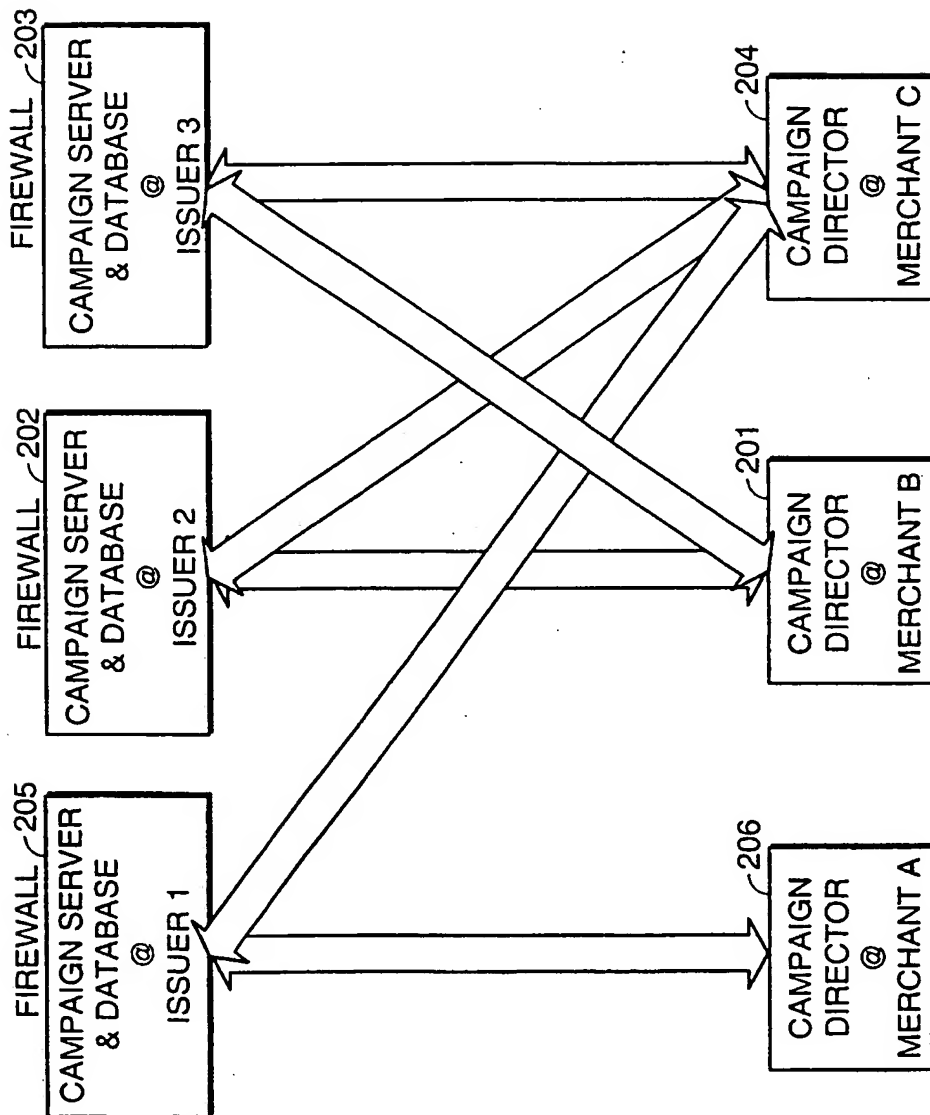 FIREWALL 205
CAMPAIGN SERVER
& DATABASE
@
ISSUER 1
FIREWALL 202
CAMPAIGN SERVER
& DATABASE
@
ISSUER 2
FIREWALL 203
CAMPAIGN SERVER
& DATABASE
@
ISSUER 3
206
CAMPAIGN
DIRECTOR
@
MERCHANT A
201
CAMPAIGN
DIRECTOR
@
MERCHANT B
204
CAMPAIGN
DIRECTOR
@
MERCHANT C